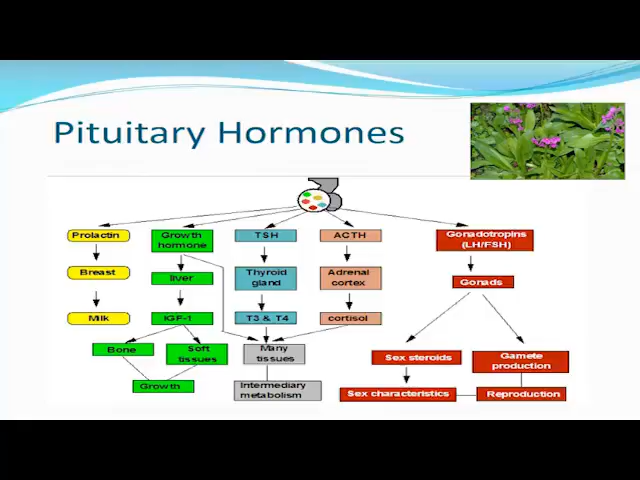 Pituitary Hormones
Prolactin
Growth
hormone
TSH
ACTH
Gonadotropins
(LH/FSH)
Breast
liver
Thyroid
gland
Adrenal
cortex
Gonads
Milk
IGF-1
T3 & T4
cortisol
Bone
Soft
tissues
Many
tissues
Sex steroids
Gamete
production
Growth
Intermediary
metabolism
Sex characteristics
Reproduction